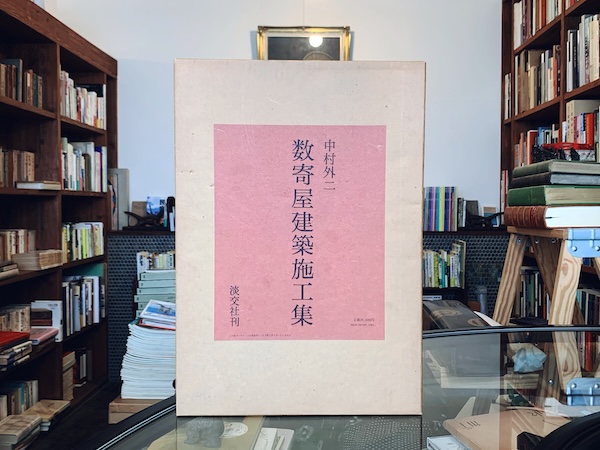 中村外二
数寄屋建築施工集
淡交社刊